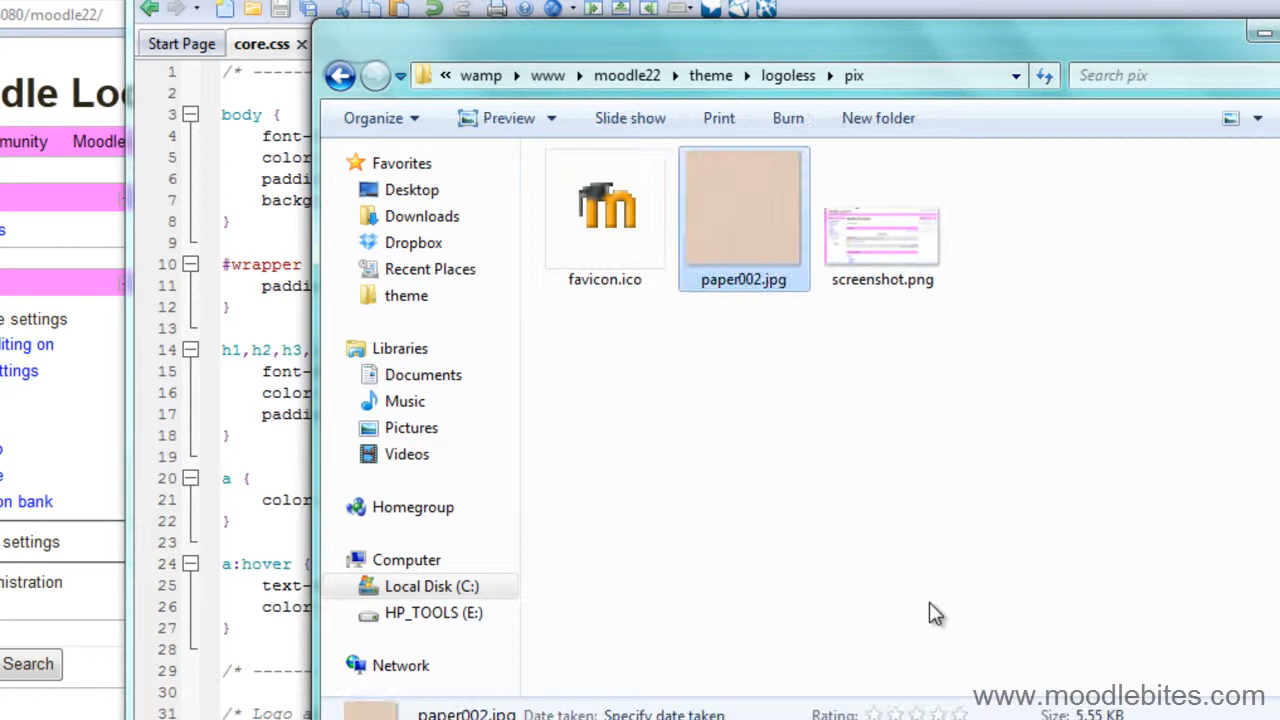 8080/moodle22/
dle Lo
munity Moodle
s
e settings
iting on
ttings
o
e
on bank
settings
nistration
Search
Start Page core.css
1 /* ------
2
3 body {
4 font-
5 color
6 paddi
7 backg
8 }
9
10 #wrapper
11 paddi
12 }
13
14 h1,h2,h3,
15 font-
16 color
17 paddi
18 }
19
20 a {
21 color
22 }
23
24 a:hover {
25 text-
26 color
27 }
28
29 /* ------
30
31 /* Logo a
« wamp www moodle22 theme logoless pix
Search pix
Organize Preview Slide show Print Burn New folder
Favorites
Desktop
Downloads
Dropbox
Recent Places
theme
Libraries
Documents
Music
Pictures
Videos
Homegroup
Computer
Local Disk (C:)
HP_TOOLS (E:)
Network
favicon.ico
paper002.jpg
screenshot.png
paper002.jpg Date taken: Specify date taken Rating: Size: 5.55 KB
www.moodlebites.com